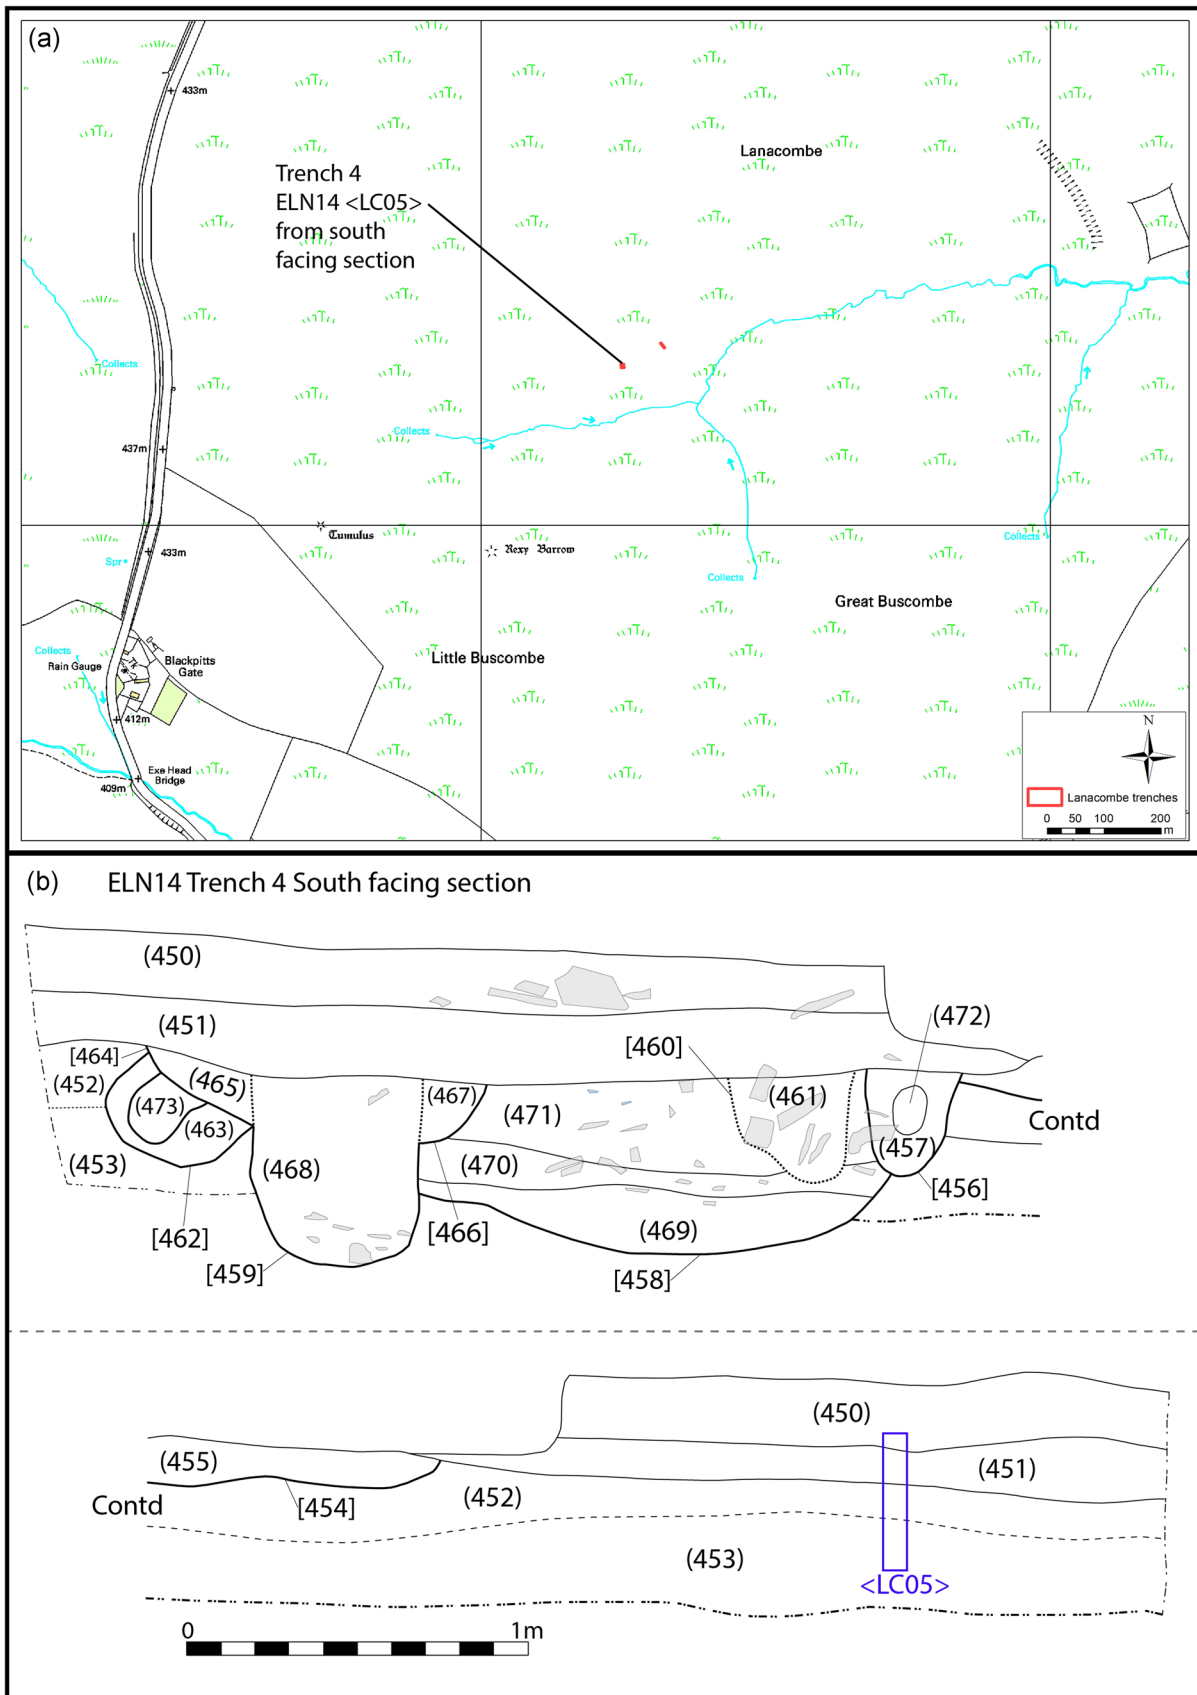 (a)
433m
Lanacombe
Trench 4
ELN14 <LC05>
from south
facing section
Collects
Collects
437m
Tumulus
Rexy Barrow
433m
Spr
Collects
Collects
Great Buscombe
Collects
Rain Gauge
Blackpitts
Gate
Little Buscombe
412m
Exe Head
Bridge
409m
N
Lanacombe trenches
0 50 100 200
m
(b) ELN14 Trench 4 South facing section
(450)
(451)
(472)
[460]
[464]
(452)
(465)
(467)
(461)
(473)
(471)
(463)
Contd
(457)
(453)
(468)
(470)
[456]
[462]
[466]
(469)
[459]
[458]
(450)
(455)
(451)
(452)
Contd
[454]
(453)
<LC05>
0 1m